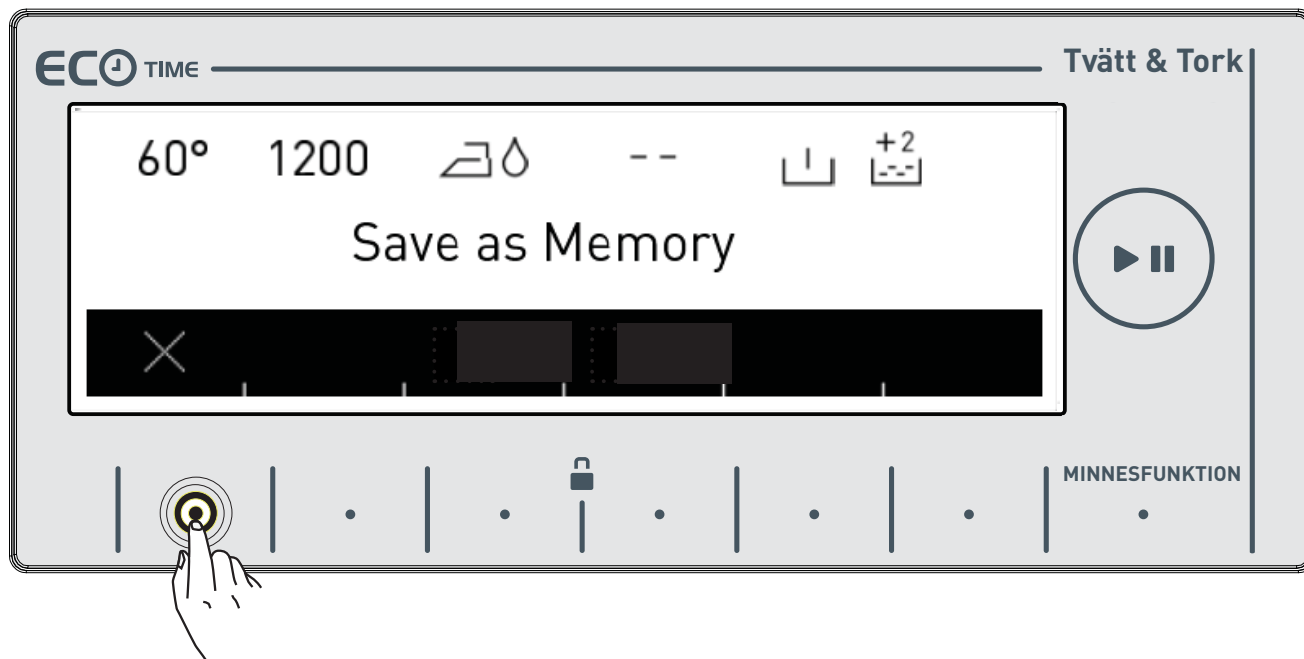 ECO TIME
Tvätt & Tork
60° 1200 -- +2
Save as Memory
MINNESFUNKTION